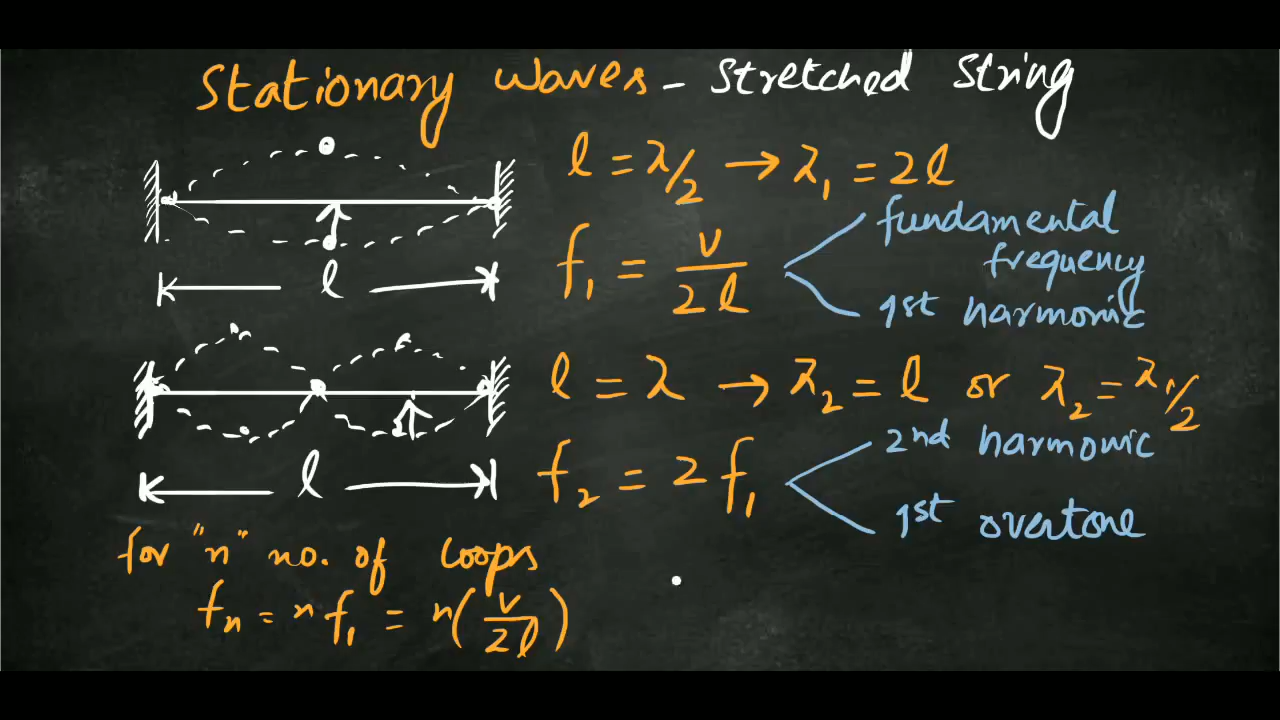 Stationary waves - Stretched String
l = λ/2 → λ₁ = 2l
f₁ = v/2l
fundamental
frequency
1st harmonic
l
l = λ → λ₂ = l or λ₂ = λ₁/2
f₂ = 2f₁
2nd harmonic
1st overtone
l
for "n" no. of loops
fₙ = n f₁ = n(v/2l)